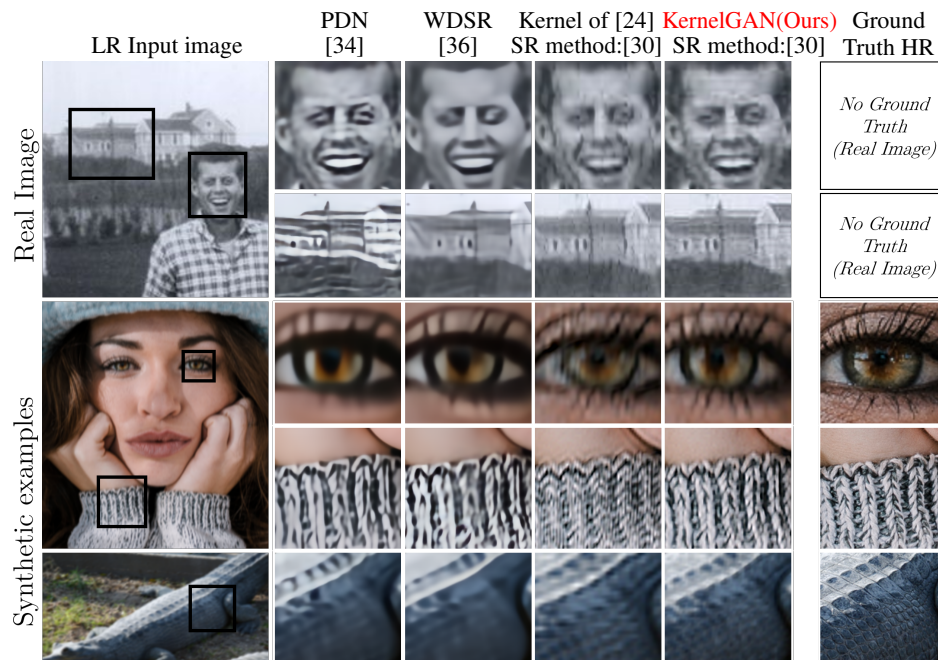 LR Input image
PDN
[34]
WDSR
[36]
Kernel of [24]
SR method:[30]
KernelGAN(Ours)
SR method:[30]
Ground
Truth HR
Real Image
No Ground
Truth
(Real Image)
No Ground
Truth
(Real Image)
Synthetic examples